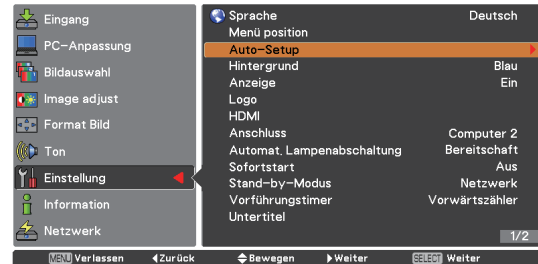 Eingang
PC-Anpassung
Bildauswahl
Image adjust
Format Bild
Ton
Einstellung
Information
Netzwerk
Sprache Deutsch
Menü position
Auto-Setup
Hintergrund Blau
Anzeige Ein
Logo
HDMI
Anschluss Computer 2
Automat. Lampenabschaltung Bereitschaft
Sofortstart Aus
Stand-by-Modus Netzwerk
Vorführungstimer Vorwärtszähler
Untertitel
1/2
MENU Verlassen Zurück Bewegen Weiter SELECT Weiter